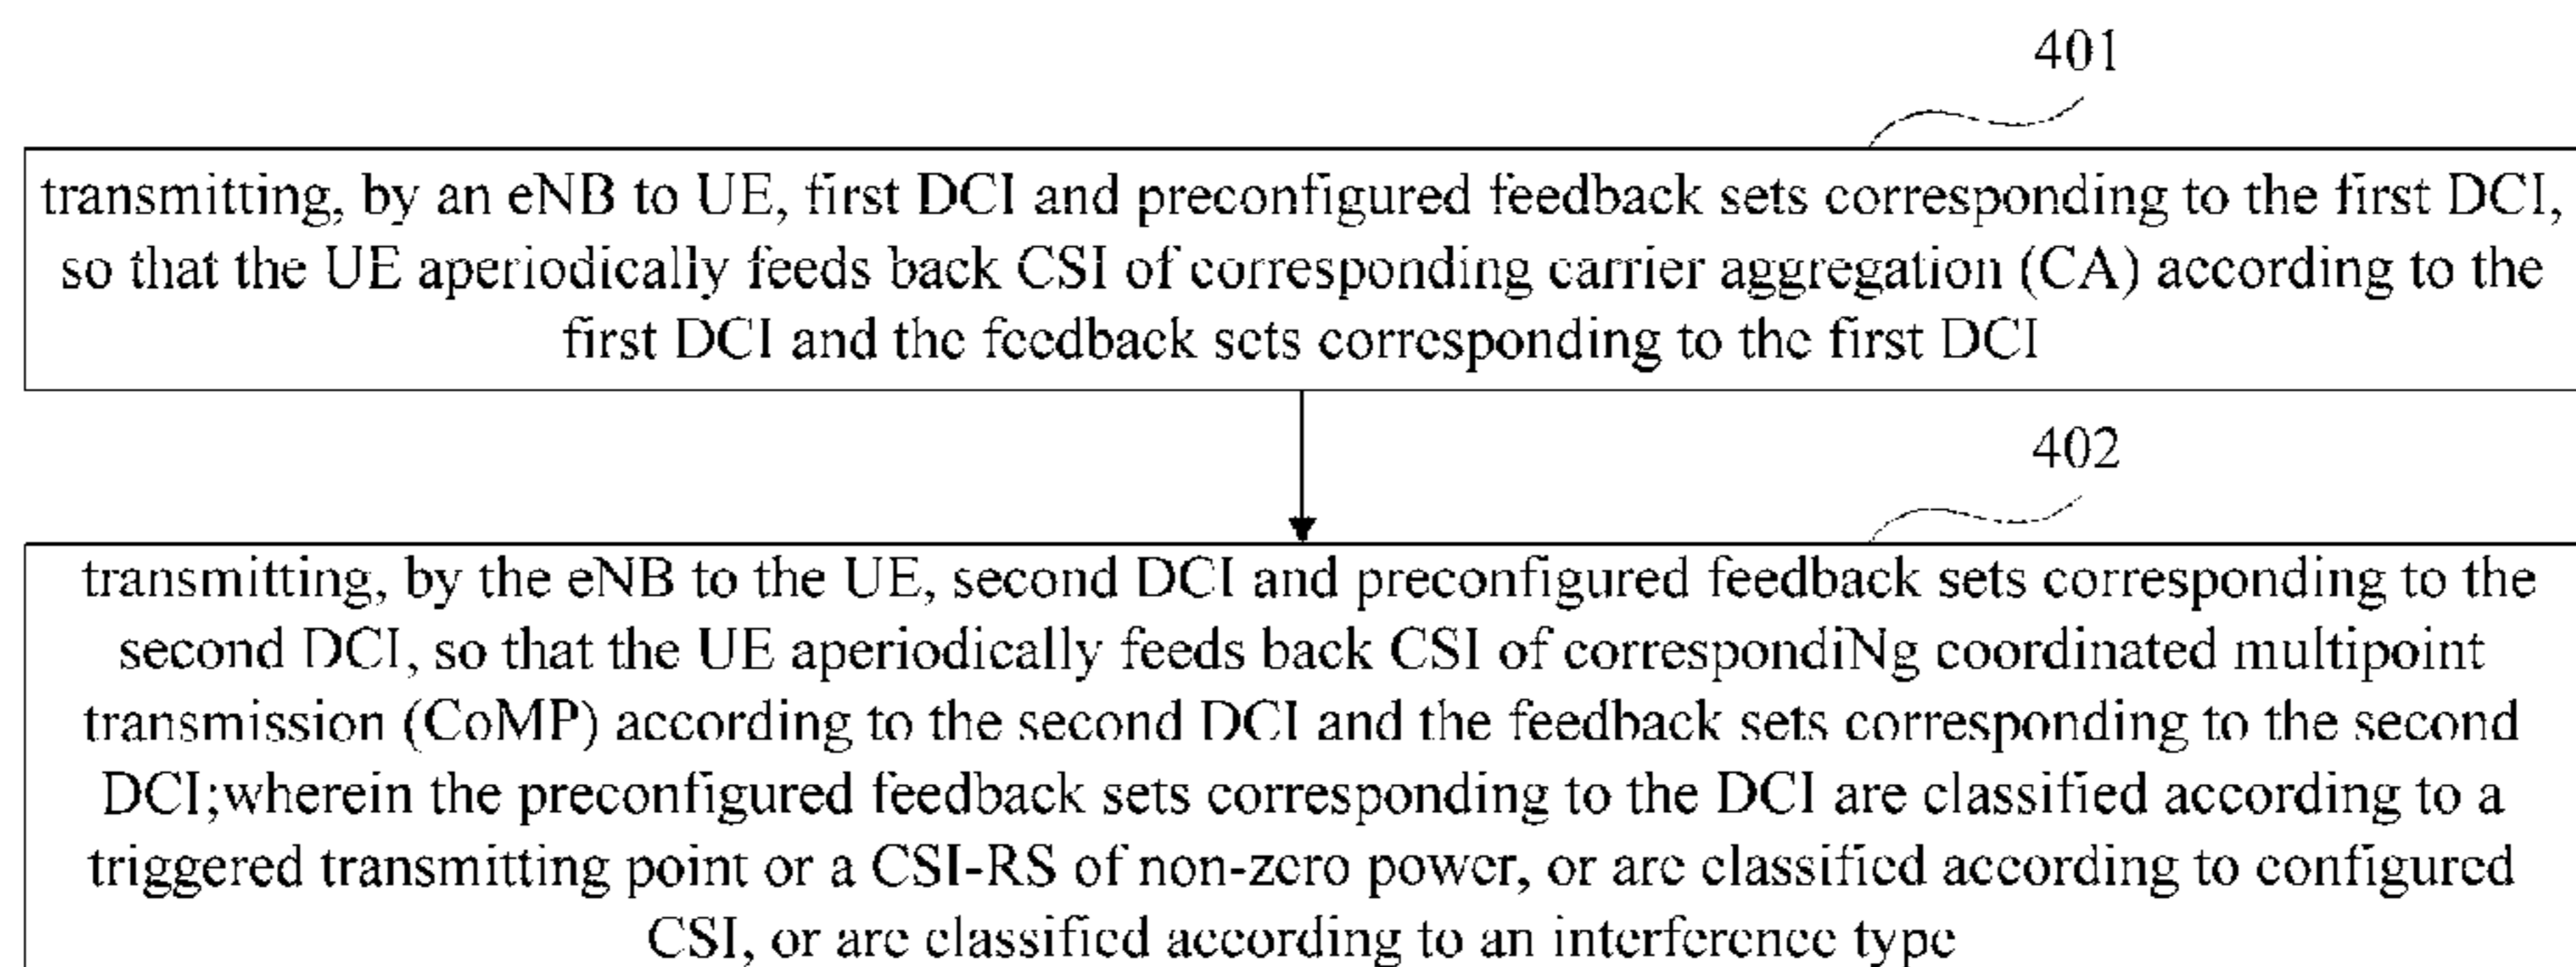 401
transmitting, by an eNB to UE, first DCI and preconfigured feedback sets corresponding to the first DCI,
so that the UE aperiodically feeds back CSI of corresponding carrier aggregation (CA) according to the
first DCI and the feedback sets corresponding to the first DCI
402
transmitting, by the eNB to the UE, second DCI and preconfigured feedback sets corresponding to the
second DCI, so that the UE aperiodically feeds back CSI of correspondiNg coordinated multipoint
transmission (CoMP) according to the second DCI and the feedback sets corresponding to the second
DCI;wherein the preconfigured feedback sets corresponding to the DCI are classified according to a
triggered transmitting point or a CSI-RS of non-zero power, or are classified according to configured
CSI, or are classified according to an interference type